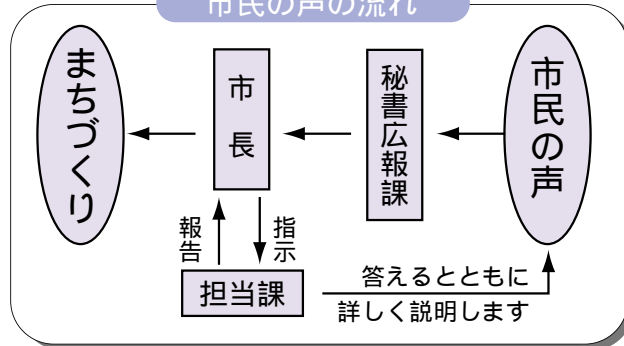 市民の声の流れ
市民の声
秘書広報課
市長
まちづくり
報告
指示
担当課
答えるとともに
詳しく説明します